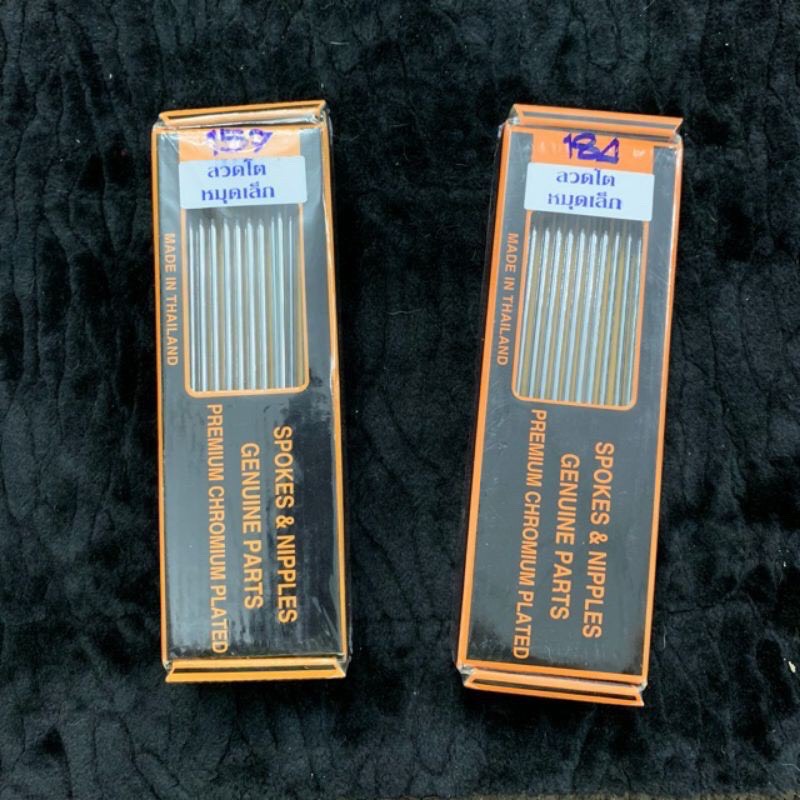 159
ลวดโต
หมุดเล็ก
MADE IN THAILAND
SPOKES & NIPPLES
GENUINE PARTS
PREMIUM CHROMIUM PLATED
184
ลวดโต
หมุดเล็ก
MADE IN THAILAND
SPOKES & NIPPLES
GENUINE PARTS
PREMIUM CHROMIUM PLATED